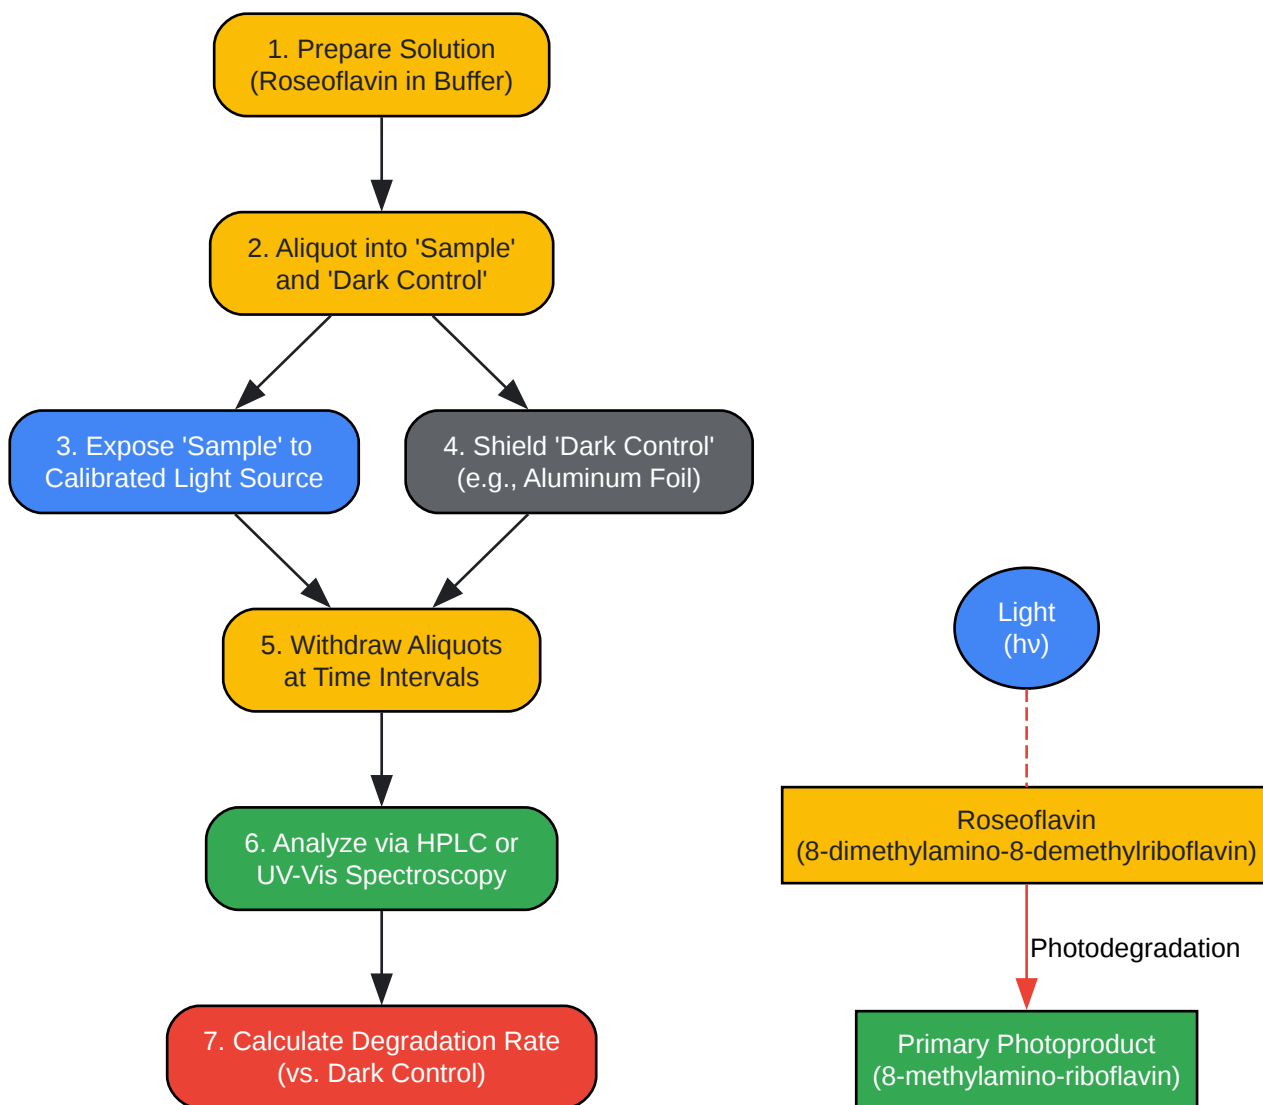 1. Prepare Solution
(Roseoflavin in Buffer)
2. Aliquot into 'Sample'
and 'Dark Control'
3. Expose 'Sample' to
Calibrated Light Source
4. Shield 'Dark Control'
(e.g., Aluminum Foil)
5. Withdraw Aliquots
at Time Intervals
6. Analyze via HPLC or
UV-Vis Spectroscopy
7. Calculate Degradation Rate
(vs. Dark Control)
Light
(hν)
Roseoflavin
(8-dimethylamino-8-demethylriboflavin)
Photodegradation
Primary Photoproduct
(8-methylamino-riboflavin)